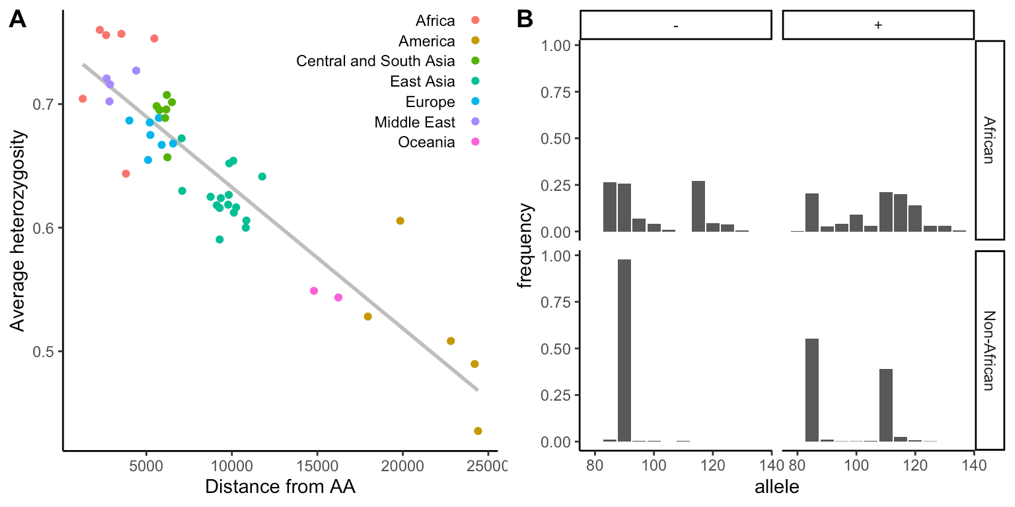 A
Average heterozygosity
0.7
0.6
0.5
5000
10000
15000
20000
25000
Distance from AA
Africa
America
Central and South Asia
East Asia
Europe
Middle East
Oceania
B
-
+
frequency
1.00
0.75
0.50
0.25
0.00
African
1.00
0.75
0.50
0.25
0.00
Non-African
80
100
120
140
80
100
120
140
allele